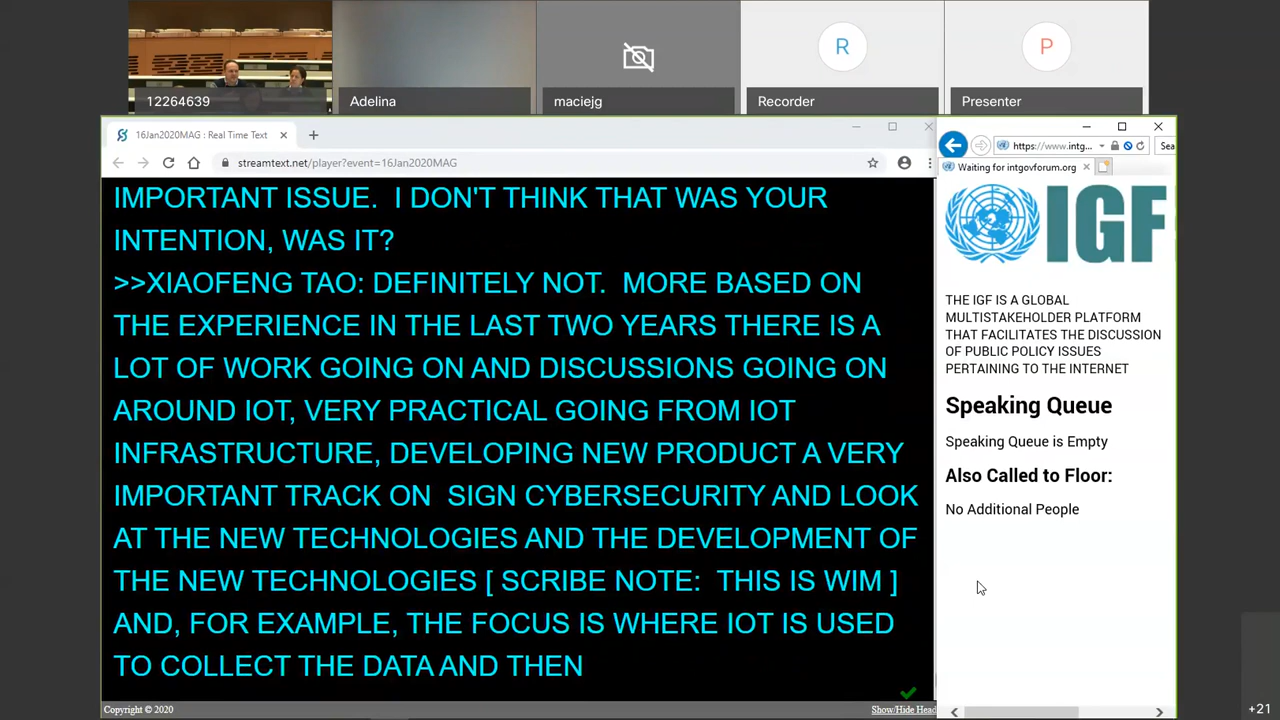 12264639
Adelina
maciejg
R
Recorder
P
Presenter
16Jan2020MAG : Real Time Text
streamtext.net/player?event=16Jan2020MAG
IMPORTANT ISSUE.  I DON'T THINK THAT WAS YOUR
INTENTION, WAS IT?
>>XIAOFENG TAO: DEFINITELY NOT.  MORE BASED ON
THE EXPERIENCE IN THE LAST TWO YEARS THERE IS A
LOT OF WORK GOING ON AND DISCUSSIONS GOING ON
AROUND IOT, VERY PRACTICAL GOING FROM IOT
INFRASTRUCTURE, DEVELOPING NEW PRODUCT A VERY
IMPORTANT TRACK ON  SIGN CYBERSECURITY AND LOOK
AT THE NEW TECHNOLOGIES AND THE DEVELOPMENT OF
THE NEW TECHNOLOGIES [ SCRIBE NOTE:  THIS IS WIM ]
AND, FOR EXAMPLE, THE FOCUS IS WHERE IOT IS USED
TO COLLECT THE DATA AND THEN
Copyright © 2020
Show/Hide Head
https://www.intg...
Sea
Waiting for intgovforum.org
IGF
THE IGF IS A GLOBAL
MULTISTAKEHOLDER PLATFORM
THAT FACILITATES THE DISCUSSION
OF PUBLIC POLICY ISSUES
PERTAINING TO THE INTERNET
Speaking Queue
Speaking Queue is Empty
Also Called to Floor:
No Additional People
+21